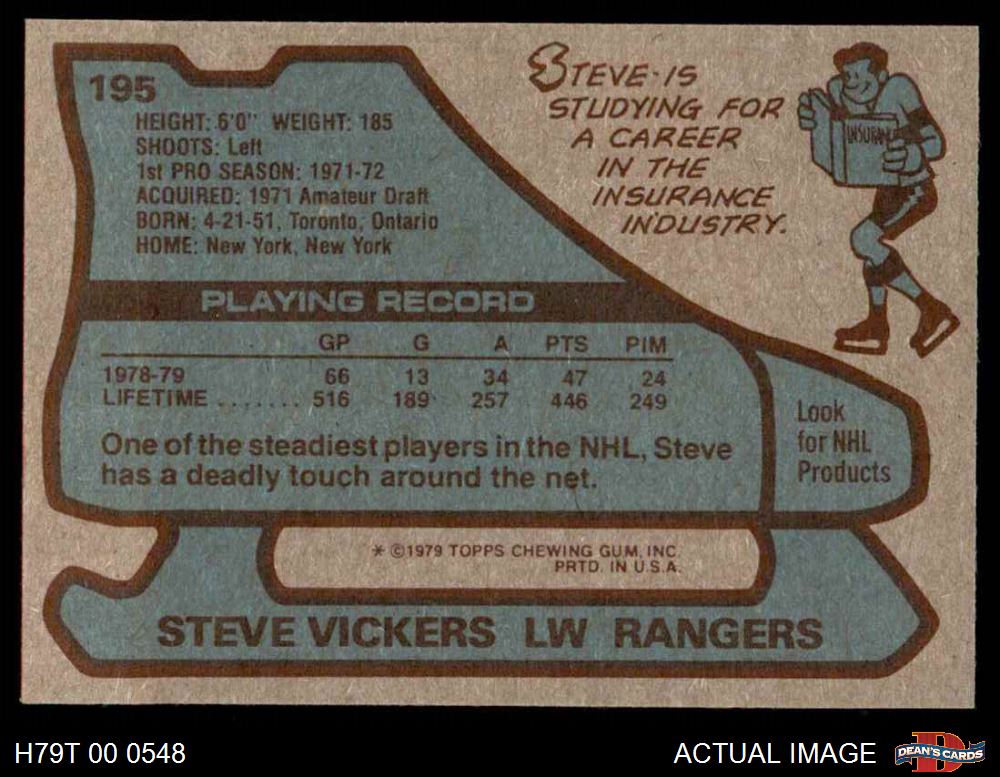 195
HEIGHT: 6'0" WEIGHT: 185
SHOOTS: Left
1st PRO SEASON: 1971-72
ACQUIRED: 1971 Amateur Draft
BORN: 4-21-51, Toronto, Ontario
HOME: New York, New York
STEVE IS
STUDYING FOR
A CAREER
IN THE
INSURANCE
INDUSTRY.
PLAYING RECORD
GP G A PTS PIM
1978-79 66 13 34 47 24
LIFETIME ....... 516 189 257 446 249
One of the steadiest players in the NHL, Steve
has a deadly touch around the net.
Look
for NHL
Products
* ©1979 TOPPS CHEWING GUM, INC.
PRTD. IN U.S.A.
STEVE VICKERS LW RANGERS
H79T 00 0548
ACTUAL IMAGE
DEAN'S CARDS